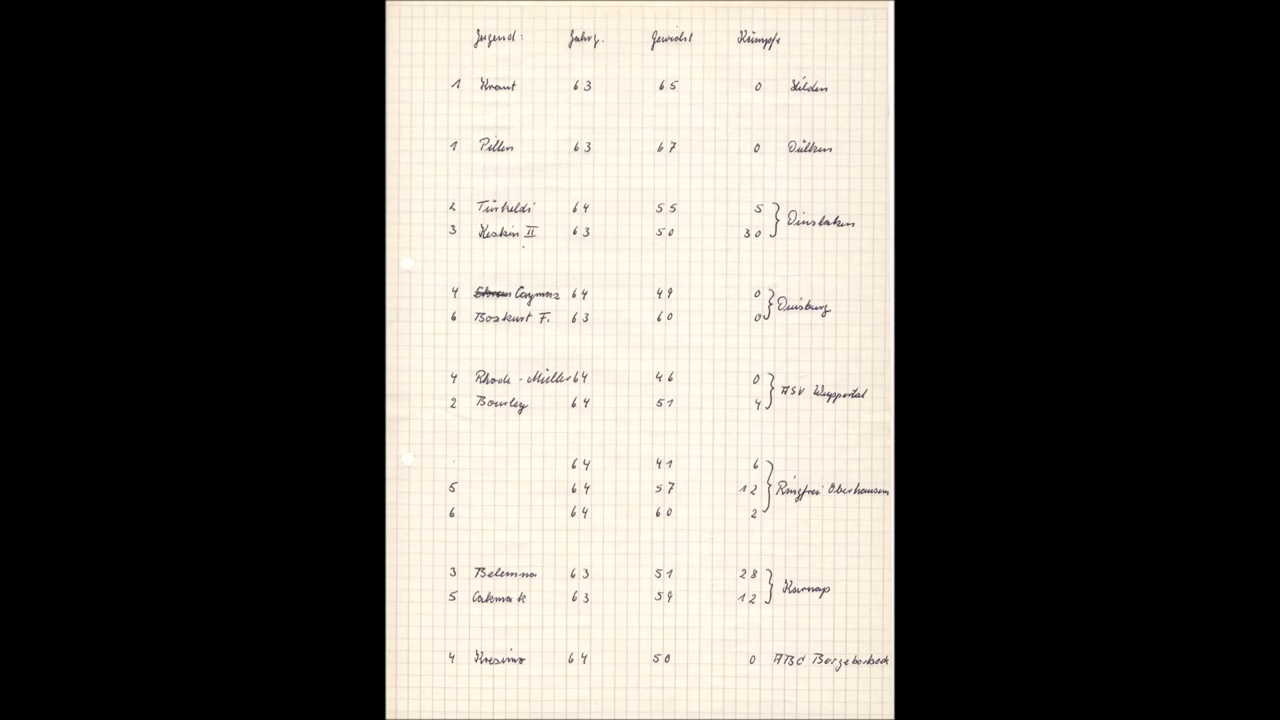 Jugend: Jahrg. Gewicht Kämpfe
1 Kraut 63 65 0 Hilden
1 Pillen 63 67 0 Dülken
2 Türkeldi 64 55 5
Dinslaken
3 Keskin II 63 50 30
4 Caymaz 64 49 0
Duisburg
6 Bozkurt F. 63 60 0
4 Rhode-Müller 64 46 0
ASV Wuppertal
2 Bourley 64 51 4
64 41 6
5 64 57 12 Ringfrei Oberhausen
6 64 60 2
3 63 51 28
Karnap
5 Cakmak 63 59 12
4 64 50 0 ABC Bergeborbeck